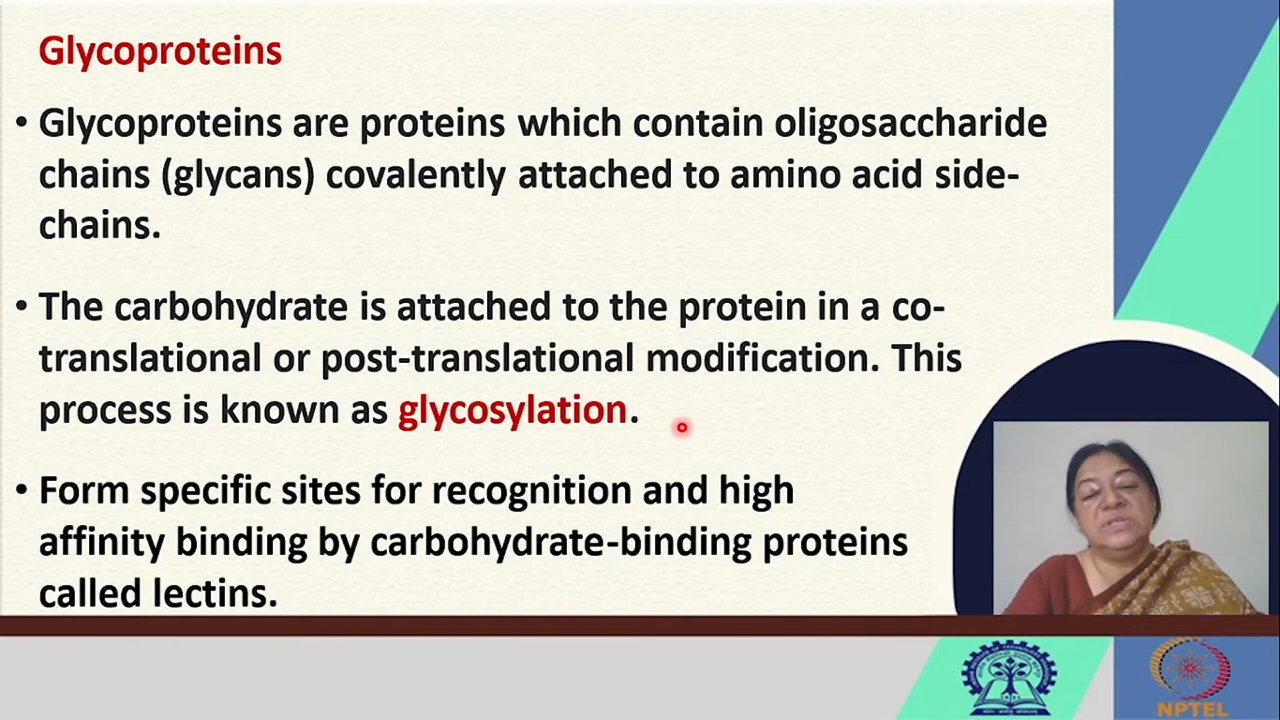 Glycoproteins
• Glycoproteins are proteins which contain oligosaccharide
chains (glycans) covalently attached to amino acid side-
chains.
• The carbohydrate is attached to the protein in a co-
translational or post-translational modification. This
process is known as glycosylation.
• Form specific sites for recognition and high
affinity binding by carbohydrate-binding proteins
called lectins.
NPTEL